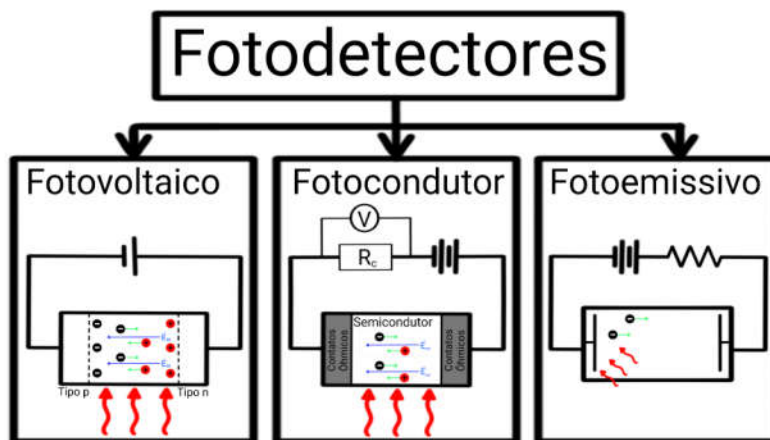 Fotodetectores
Fotovoltaico
Tipo p
Tipo n
Fotocondutor
V
Rc
Semicondutor
Contatos
Ôhmicos
Contatos
Ôhmicos
Fotoemissivo